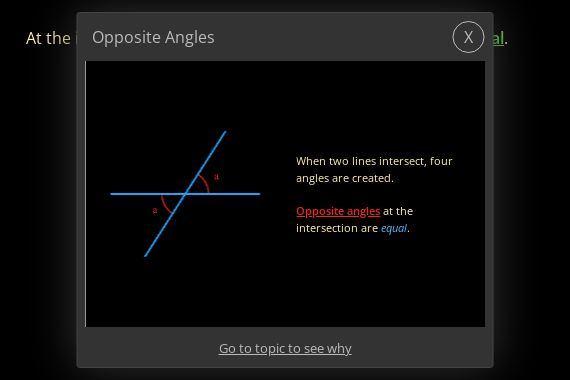 At the
al.
Opposite Angles
X
a
a
When two lines intersect, four
angles are created.
Opposite angles at the
intersection are equal.
Go to topic to see why